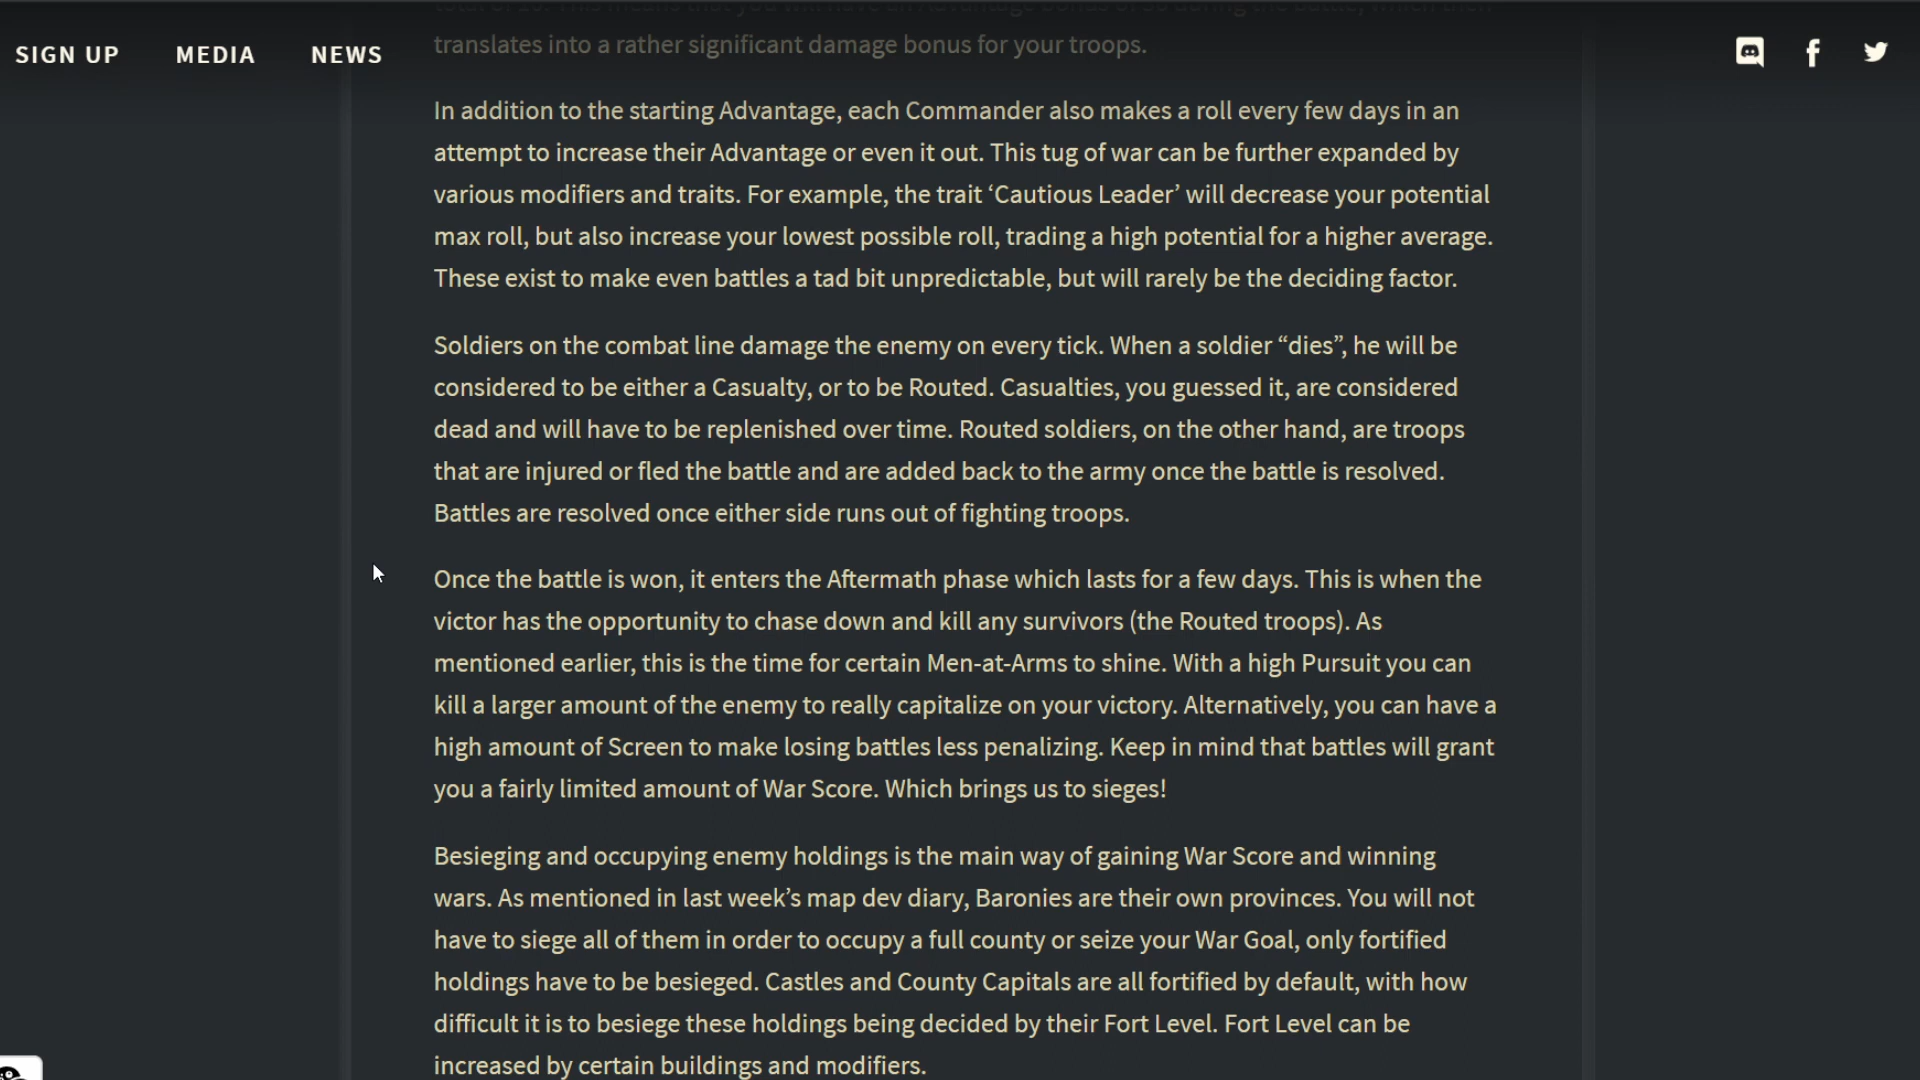 SIGN UP MEDIA NEWS
translates into a rather significant damage bonus for your troops.
In addition to the starting Advantage, each Commander also makes a roll every few days in an
attempt to increase their Advantage or even it out. This tug of war can be further expanded by
various modifiers and traits. For example, the trait ‘Cautious Leader’ will decrease your potential
max roll, but also increase your lowest possible roll, trading a high potential for a higher average.
These exist to make even battles a tad bit unpredictable, but will rarely be the deciding factor.
Soldiers on the combat line damage the enemy on every tick. When a soldier “dies”, he will be
considered to be either a Casualty, or to be Routed. Casualties, you guessed it, are considered
dead and will have to be replenished over time. Routed soldiers, on the other hand, are troops
that are injured or fled the battle and are added back to the army once the battle is resolved.
Battles are resolved once either side runs out of fighting troops.
Once the battle is won, it enters the Aftermath phase which lasts for a few days. This is when the
victor has the opportunity to chase down and kill any survivors (the Routed troops). As
mentioned earlier, this is the time for certain Men-at-Arms to shine. With a high Pursuit you can
kill a larger amount of the enemy to really capitalize on your victory. Alternatively, you can have a
high amount of Screen to make losing battles less penalizing. Keep in mind that battles will grant
you a fairly limited amount of War Score. Which brings us to sieges!
Besieging and occupying enemy holdings is the main way of gaining War Score and winning
wars. As mentioned in last week’s map dev diary, Baronies are their own provinces. You will not
have to siege all of them in order to occupy a full county or seize your War Goal, only fortified
holdings have to be besieged. Castles and County Capitals are all fortified by default, with how
difficult it is to besiege these holdings being decided by their Fort Level. Fort Level can be
increased by certain buildings and modifiers.